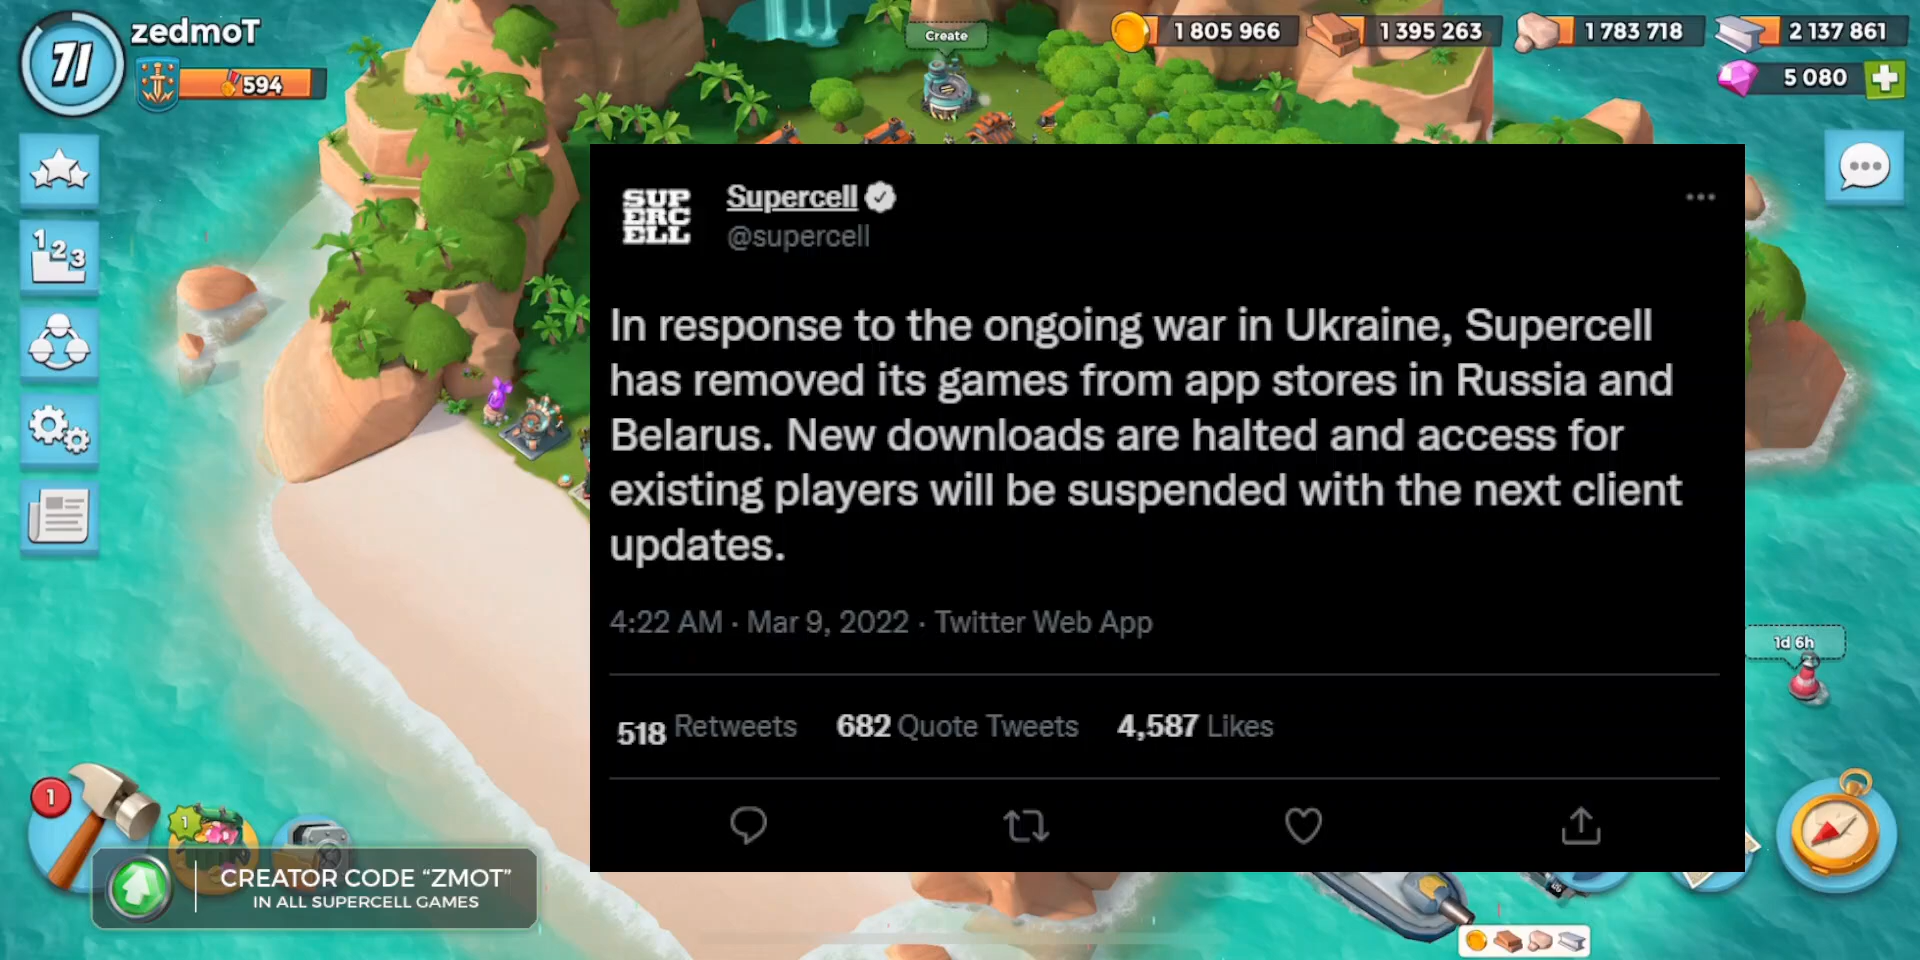 71
zedmoT
594
Create
1 805 966
1 395 263
1 783 718
2 137 861
5 080
1 2 3
SUP
ERC
ELL
Supercell
@supercell
In response to the ongoing war in Ukraine, Supercell
has removed its games from app stores in Russia and
Belarus. New downloads are halted and access for
existing players will be suspended with the next client
updates.
4:22 AM · Mar 9, 2022 · Twitter Web App
518 Retweets 682 Quote Tweets 4,587 Likes
1d 6h
1
1
CREATOR CODE “ZMOT”
IN ALL SUPERCELL GAMES